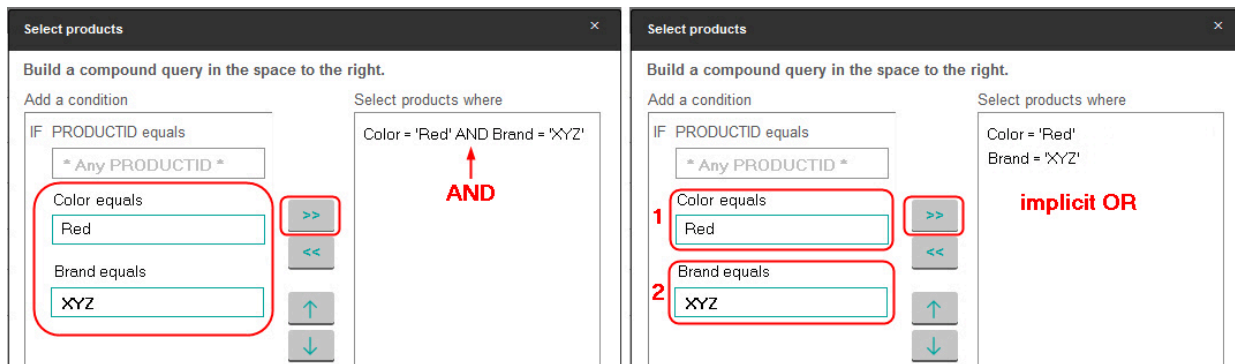 Select products ×
Build a compound query in the space to the right.
Add a condition
Select products where
IF PRODUCTID equals
* Any PRODUCTID *
Color equals
Red
Brand equals
XYZ
>>
<<
↑
↓
Color = 'Red' AND Brand = 'XYZ'
AND
Select products ×
Build a compound query in the space to the right.
Add a condition
Select products where
IF PRODUCTID equals
* Any PRODUCTID *
1
Color equals
Red
2
Brand equals
XYZ
>>
<<
↑
↓
Color = 'Red'
Brand = 'XYZ'
implicit OR